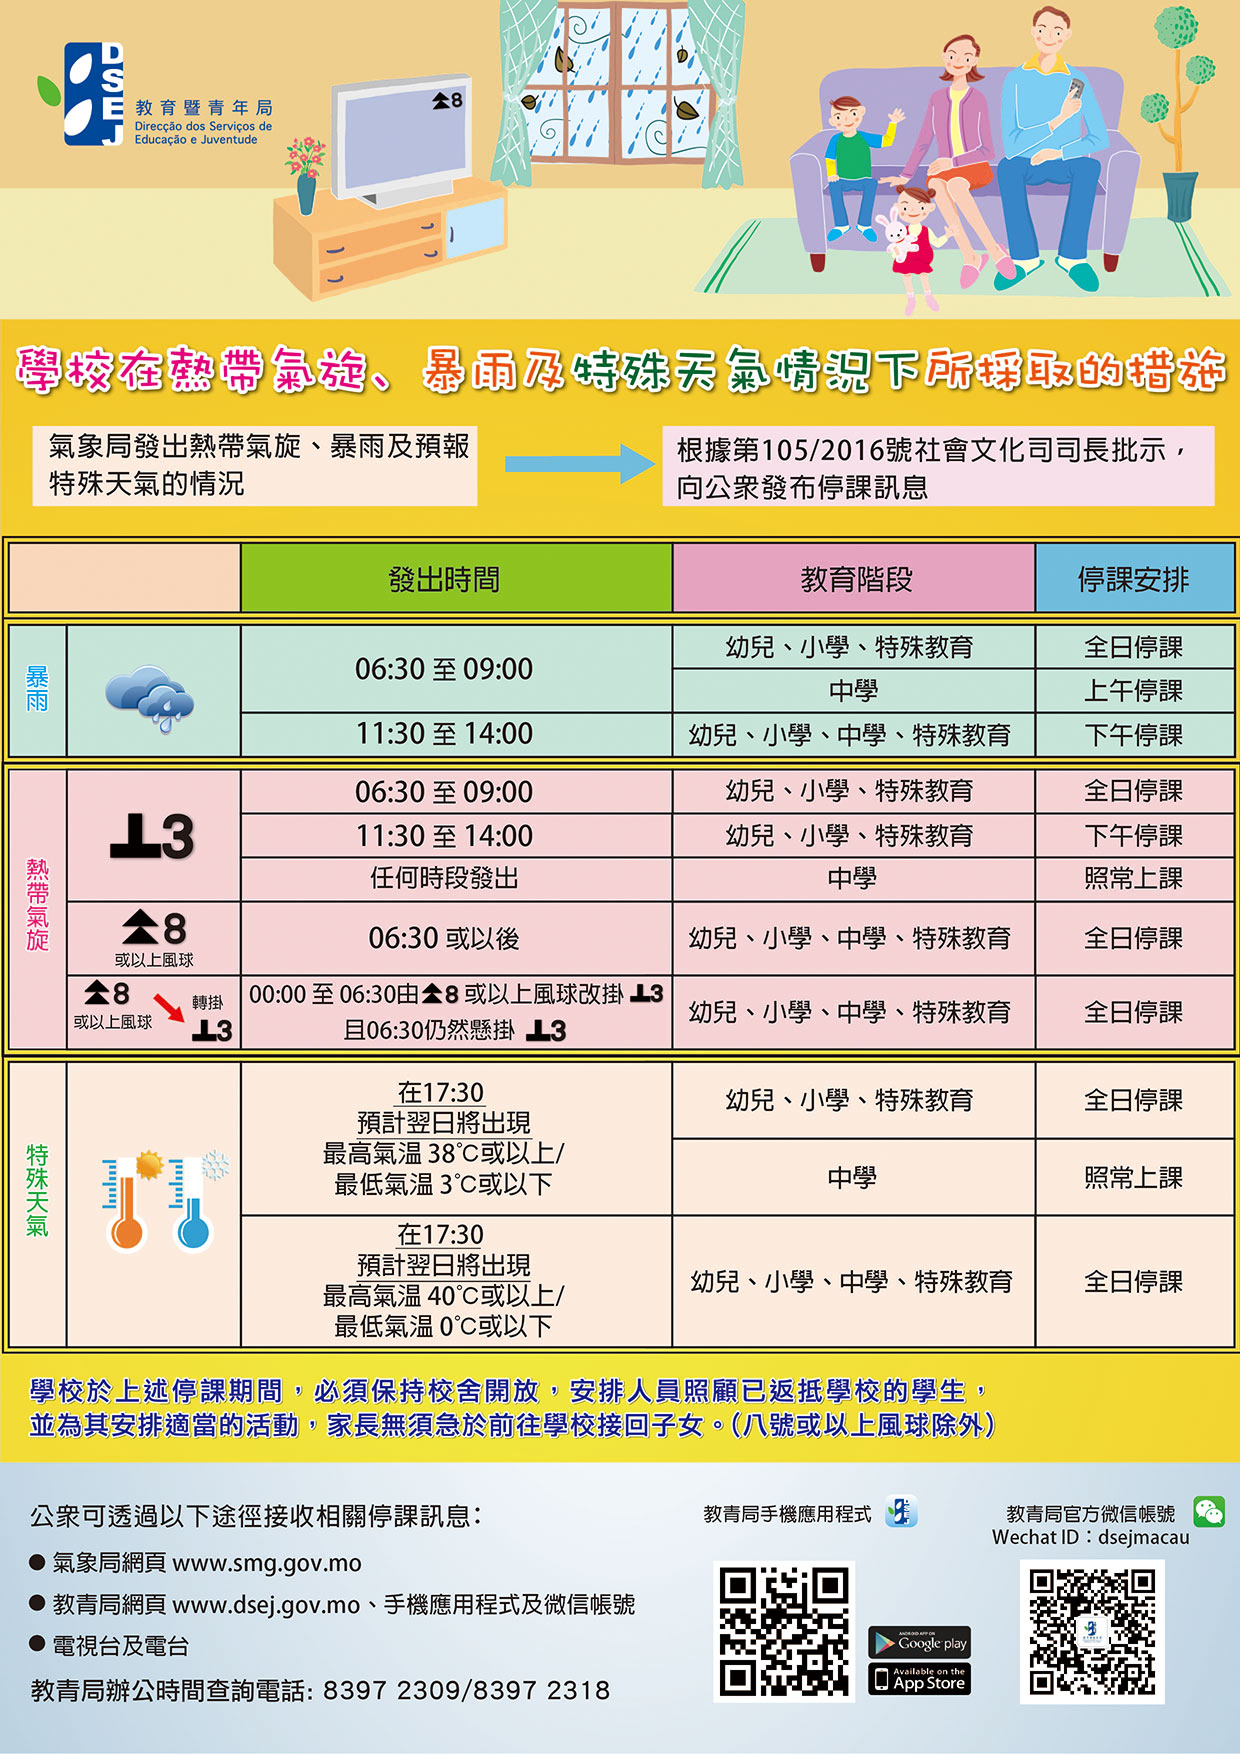 DSEJ
教育暨青年局
Direcção dos Serviços de
Educação e Juventude
8
學校在熱帶氣旋、暴雨及特殊天氣情況下所採取的措施
氣象局發出熱帶氣旋、暴雨及預報
特殊天氣的情況
根據第105/2016號社會文化司司長批示，
向公眾發布停課訊息
發出時間
教育階段
停課安排
暴雨
06:30 至 09:00
幼兒、小學、特殊教育
全日停課
中學
上午停課
11:30 至 14:00
幼兒、小學、中學、特殊教育
下午停課
熱帶氣旋
3
06:30 至 09:00
幼兒、小學、特殊教育
全日停課
11:30 至 14:00
幼兒、小學、特殊教育
下午停課
任何時段發出
中學
照常上課
8
或以上風球
06:30 或以後
幼兒、小學、中學、特殊教育
全日停課
8
或以上風球
轉掛
3
00:00 至 06:30由8 或以上風球改掛 3
且06:30仍然懸掛 3
幼兒、小學、中學、特殊教育
全日停課
特殊天氣
在17:30
預計翌日將出現
最高氣溫 38℃或以上/
最低氣溫 3℃或以下
幼兒、小學、特殊教育
全日停課
中學
照常上課
在17:30
預計翌日將出現
最高氣溫 40℃或以上/
最低氣溫 0℃或以下
幼兒、小學、中學、特殊教育
全日停課
學校於上述停課期間，必須保持校舍開放，安排人員照顧已返抵學校的學生，
並為其安排適當的活動，家長無須急於前往學校接回子女。（八號或以上風球除外）
公眾可透過以下途徑接收相關停課訊息：
● 氣象局網頁 www.smg.gov.mo
● 教青局網頁 www.dsej.gov.mo、手機應用程式及微信帳號
● 電視台及電台
教青局辦公時間查詢電話: 8397 2309/8397 2318
教青局手機應用程式
ANDROID APP ON
Google play
Available on the
App Store
教青局官方微信帳號
Wechat ID：dsejmacau